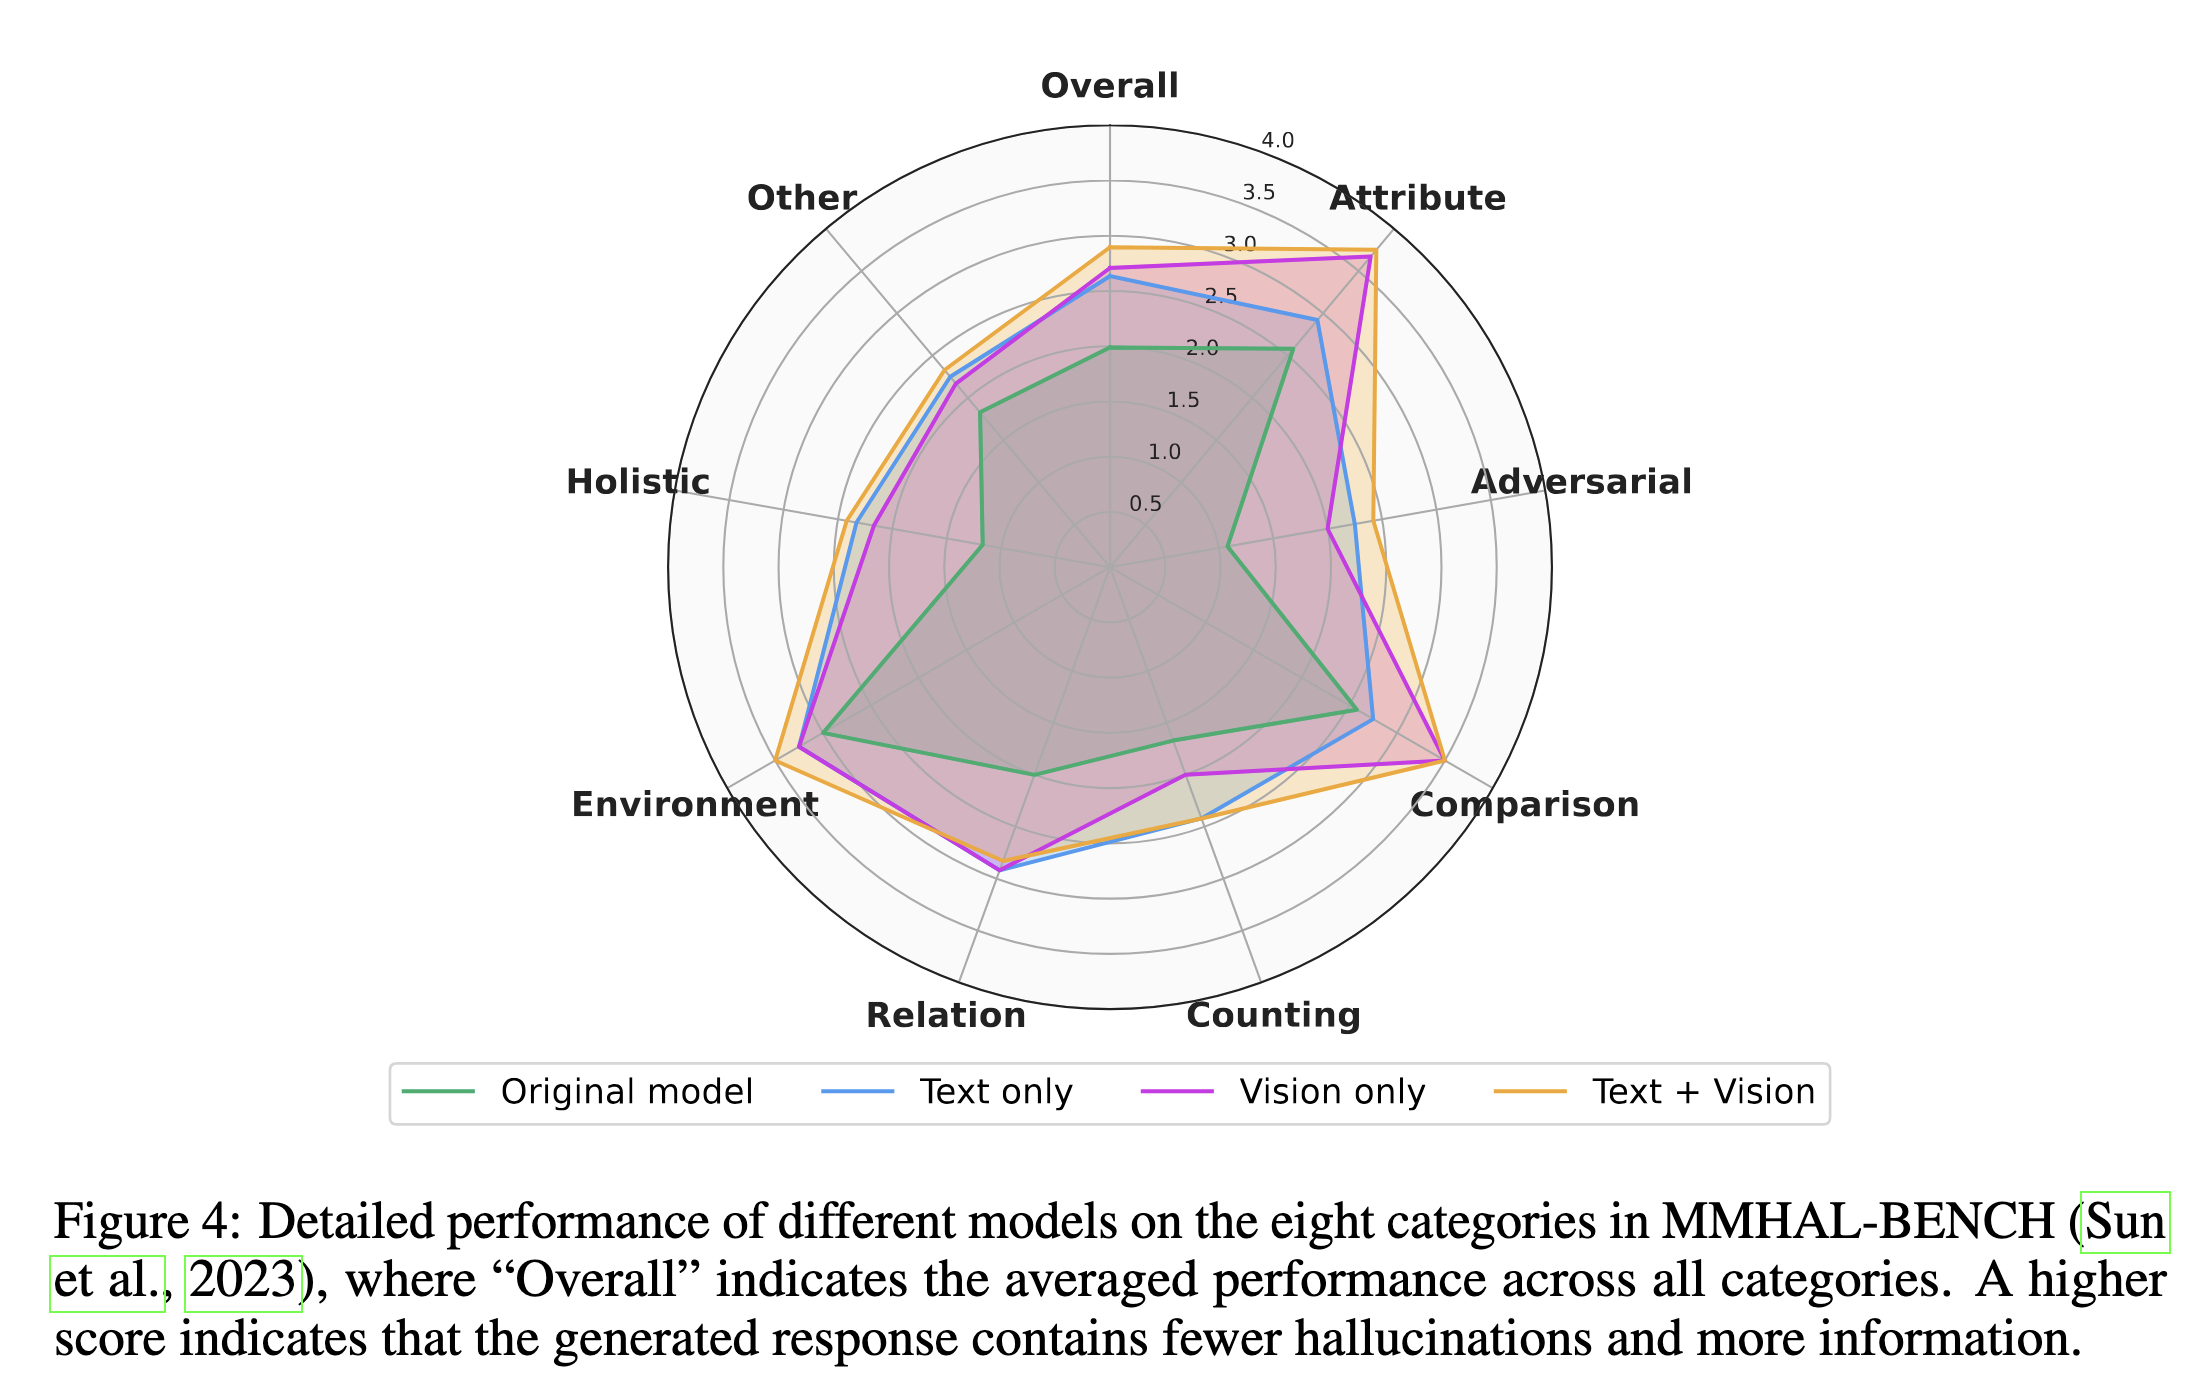 Overall
4.0
Other
3.5
Attribute
3.0
2.5
2.0
1.5
1.0
Holistic
Adversarial
0.5
Environment
Comparison
Relation
Counting
Original model
Text only
Vision only
Text + Vision
Figure 4: Detailed performance of different models on the eight categories in MMHAL-BENCH (Sun
et al., 2023), where “Overall” indicates the averaged performance across all categories. A higher
score indicates that the generated response contains fewer hallucinations and more information.